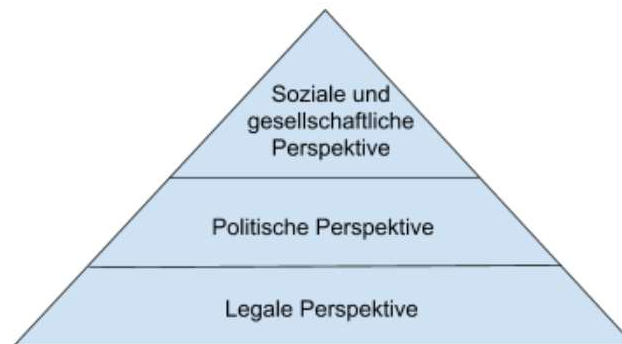 Soziale und
gesellschaftliche
Perspektive
Politische Perspektive
Legale Perspektive